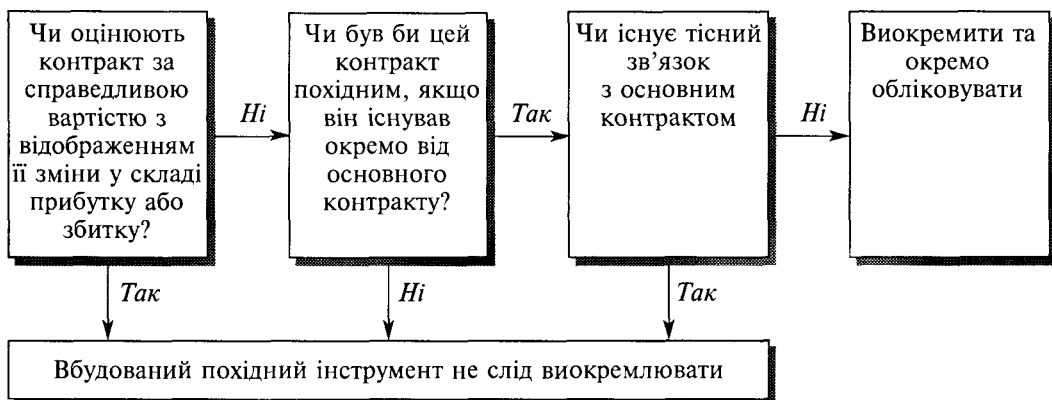 Чи оцінюють
контракт за
справедливою
вартістю з
відображенням
її зміни у складі
прибутку або
збитку?
Ні
Чи був би цей
контракт
похідним, якщо
він існував
окремо від
основного
контракту?
Так
Чи існує тісний
зв’язок
з основним
контрактом
Ні
Виокремити та
окремо
обліковувати
Так
Ні
Так
Вбудований похідний інструмент не слід виокремлювати